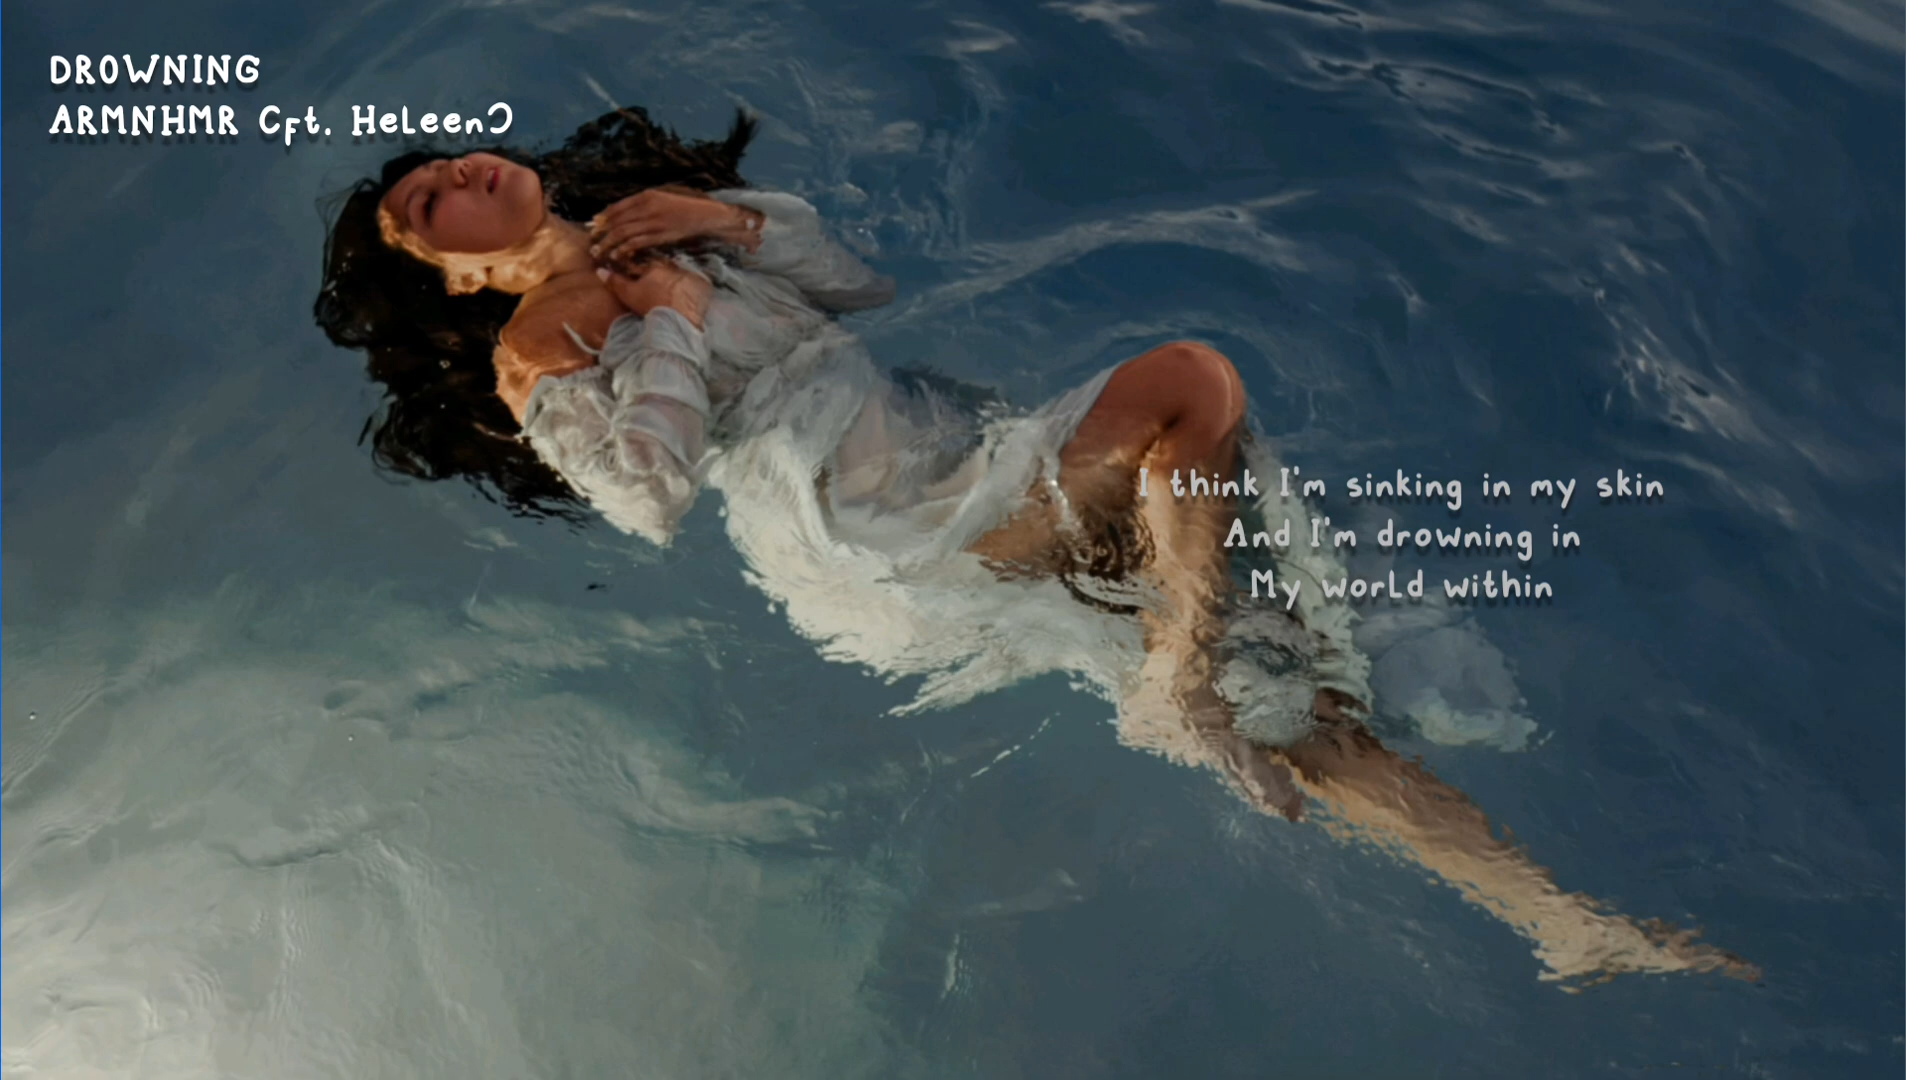 DROWNING
ARMNHMR (ft. HeLeen)
I think I'm sinking in my skin
And I'm drowning in
My world within